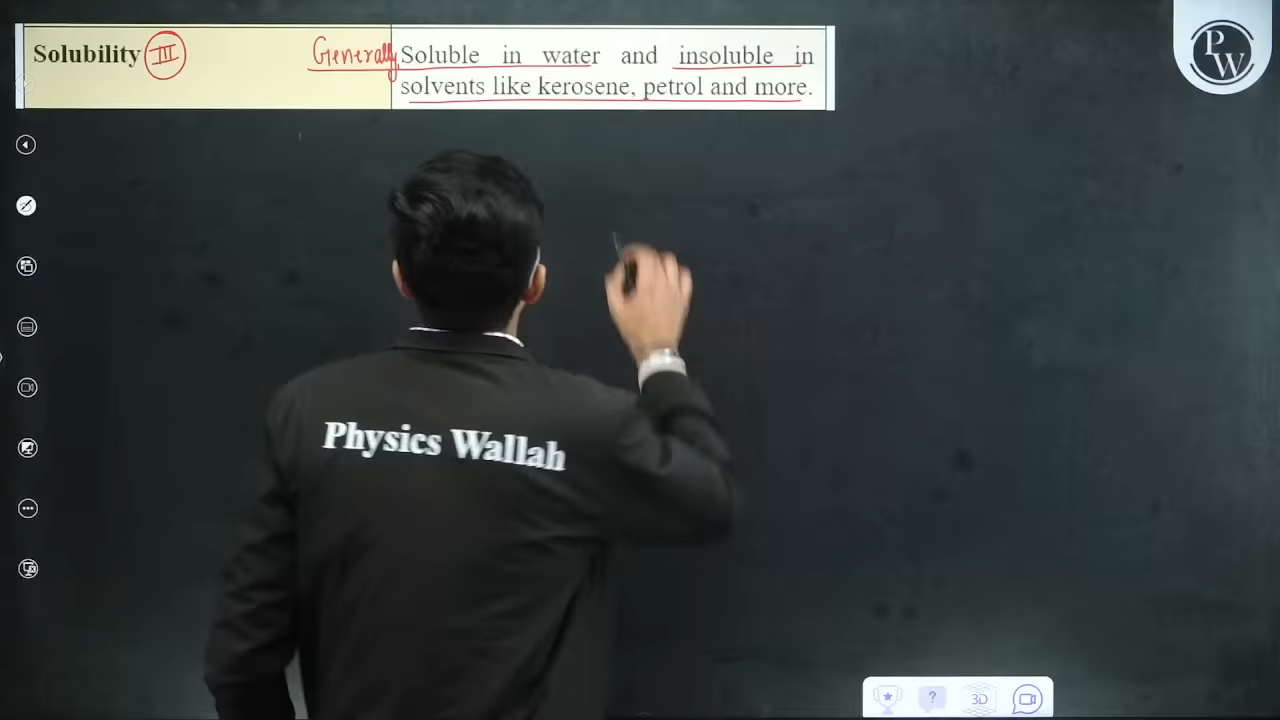 Solubility III
Generally, Soluble in water and insoluble in
solvents like kerosene, petrol and more.
PW
Physics Wallah
?
3D